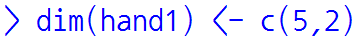 > dim(hand1) <- c(5,2)